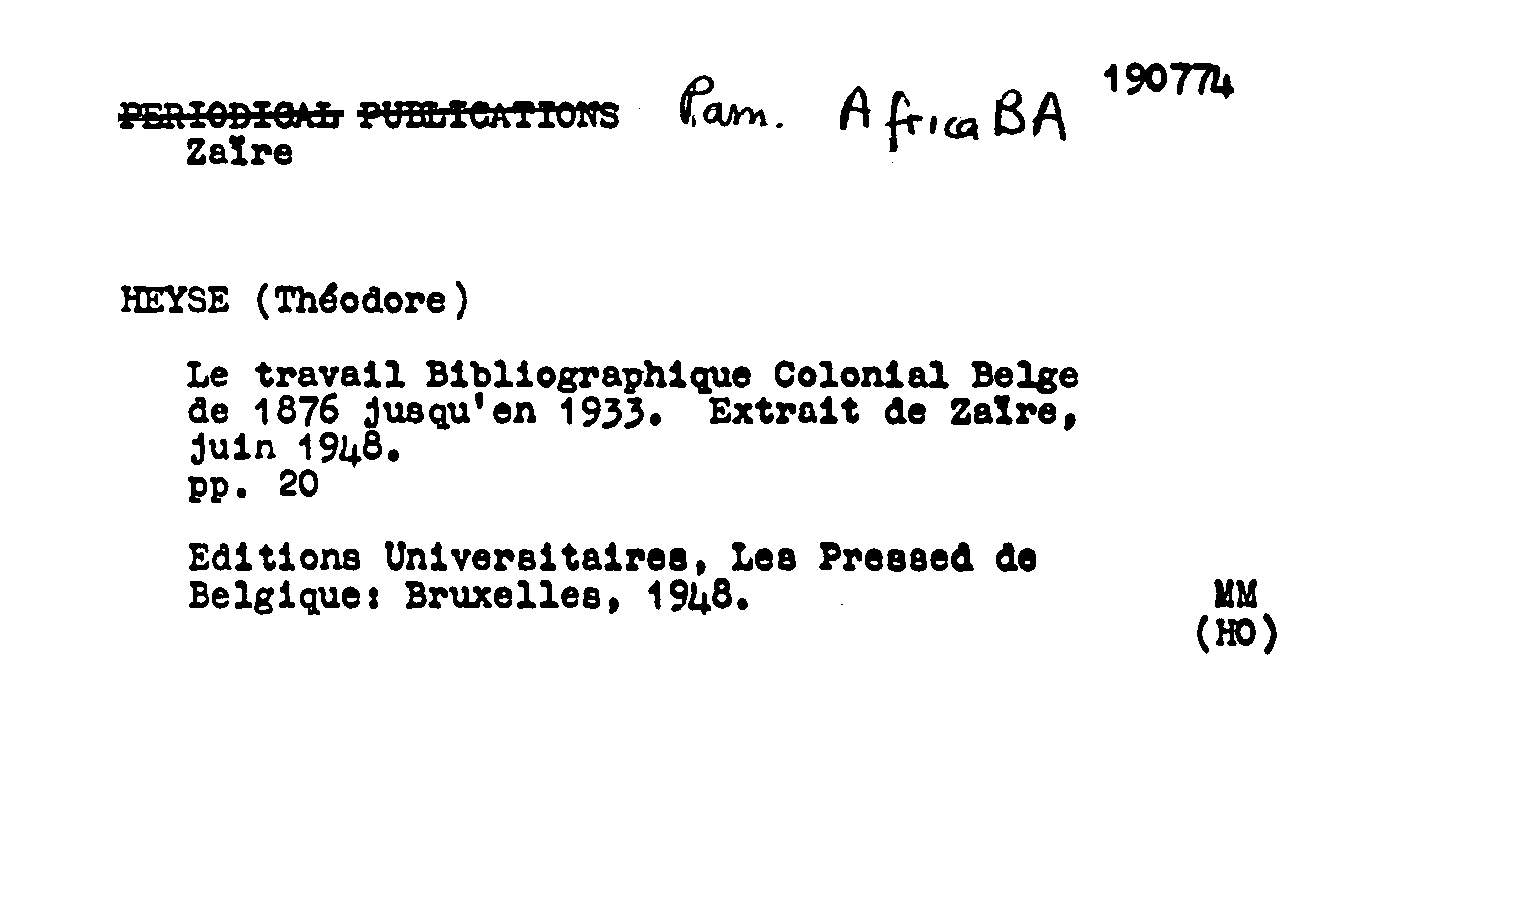 PERIODICAL PUBLICATIONS Pam. Africa BA 190774
Zaïre
HEYSE (Théodore)
Le travail Bibliographique Colonial Belge
de 1876 jusqu'en 1933. Extrait de Zaïre,
juin 1948.
pp. 20
Editions Universitaires, Les Pressed de
Belgique: Bruxelles, 1948. MM
(HO)